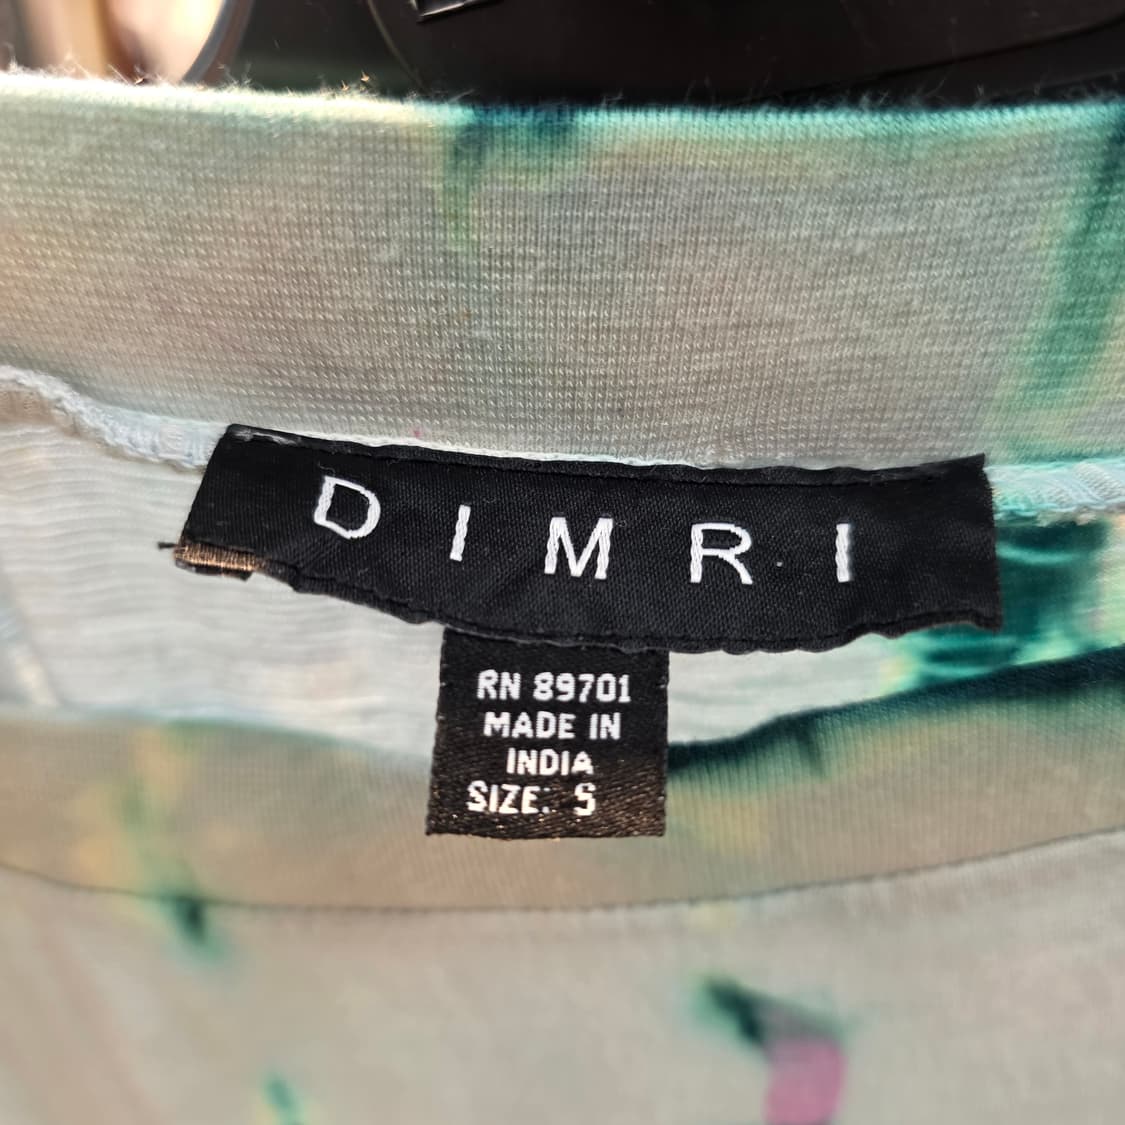 DIMRI
RN 89701
MADE IN
INDIA
SIZE: S